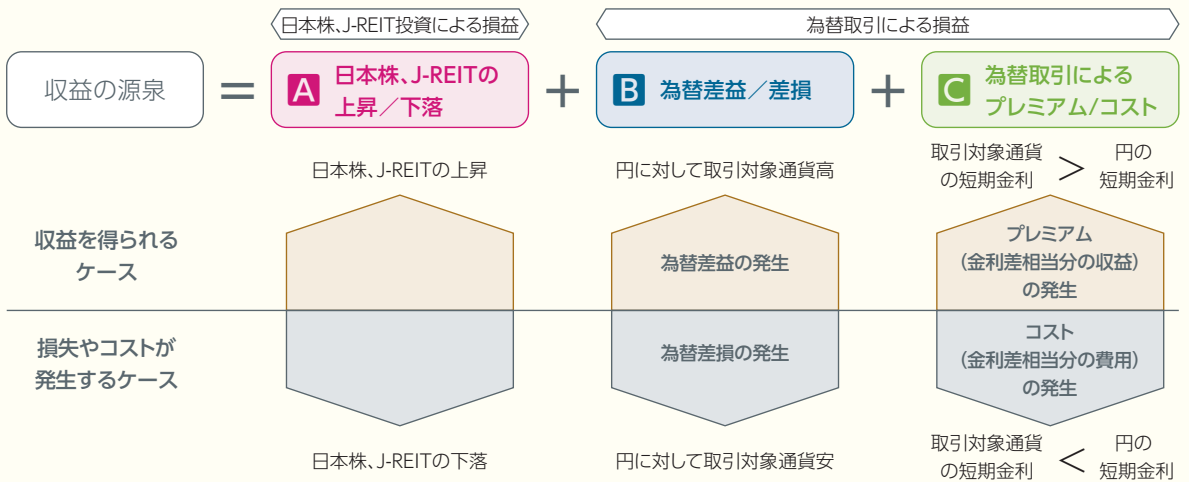 日本株、J-REIT投資による損益
為替取引による損益
収益の源泉
=
A
日本株、J-REITの
上昇／下落
+
B
為替差益／差損
+
C
為替取引による
プレミアム/コスト
日本株、J-REITの上昇
円に対して取引対象通貨高
取引対象通貨
の短期金利
>
円の
短期金利
収益を得られる
ケース
為替差益の発生
プレミアム
(金利差相当分の収益)
の発生
損失やコストが
発生するケース
為替差損の発生
コスト
(金利差相当分の費用)
の発生
日本株、J-REITの下落
円に対して取引対象通貨安
取引対象通貨
の短期金利
<
円の
短期金利